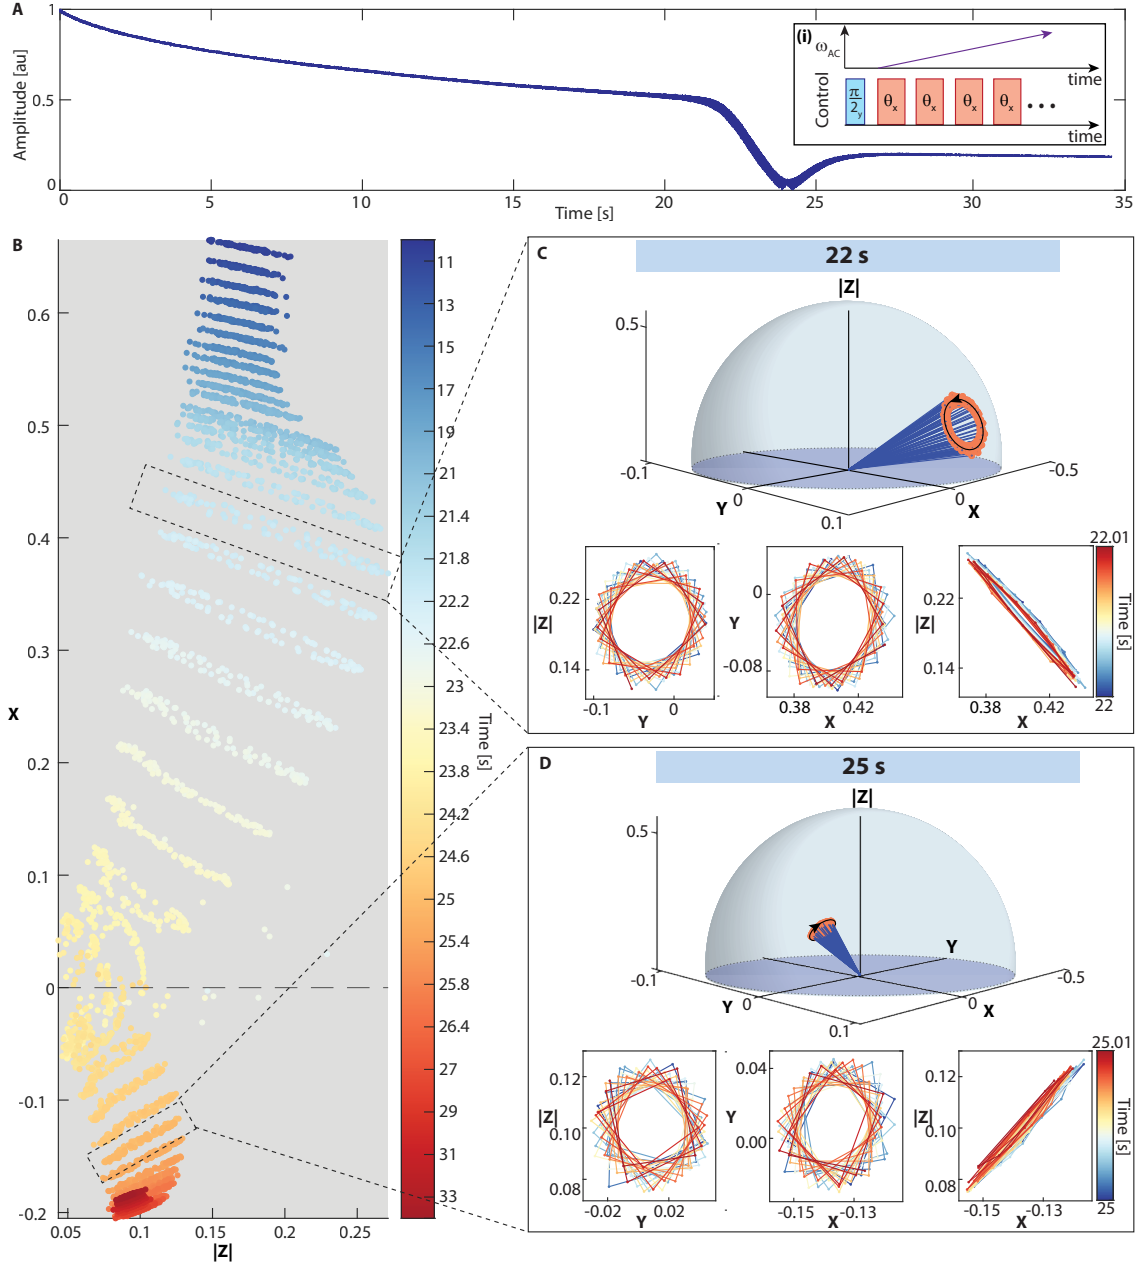 A
Amplitude [au]
1
0.5
0
0
5
10
15
20
25
30
35
Time [s]
(i)
ω_AC
time
Control
π/2 y
θx
θx
θx
θx
•••
time
B
X
0.6
0.5
0.4
0.3
0.2
0.1
0
-0.1
-0.2
0.05
0.1
0.15
0.2
0.25
|Z|
11
13
15
17
19
21
21.4
21.8
22.2
22.6
23
23.4
23.8
24.2
24.6
25
25.4
25.8
26.4
27
29
31
33
Time [s]
C
22 s
|Z|
0.5
-0.1
Y
0
0.1
0
X
-0.5
|Z|
0.22
0.14
-0.1
0
Y
Y
0
-0.08
0.38
0.42
X
|Z|
0.22
0.14
0.38
0.42
X
22.01
Time [s]
22
D
25 s
|Z|
0.5
-0.1
Y
0
0.1
Y
0
X
-0.5
|Z|
0.12
0.10
0.08
-0.02
0.02
Y
Y
0.04
0.00
-0.15
-0.13
X
|Z|
0.12
0.10
0.08
-0.15
-0.13
X
25.01
Time [s]
25